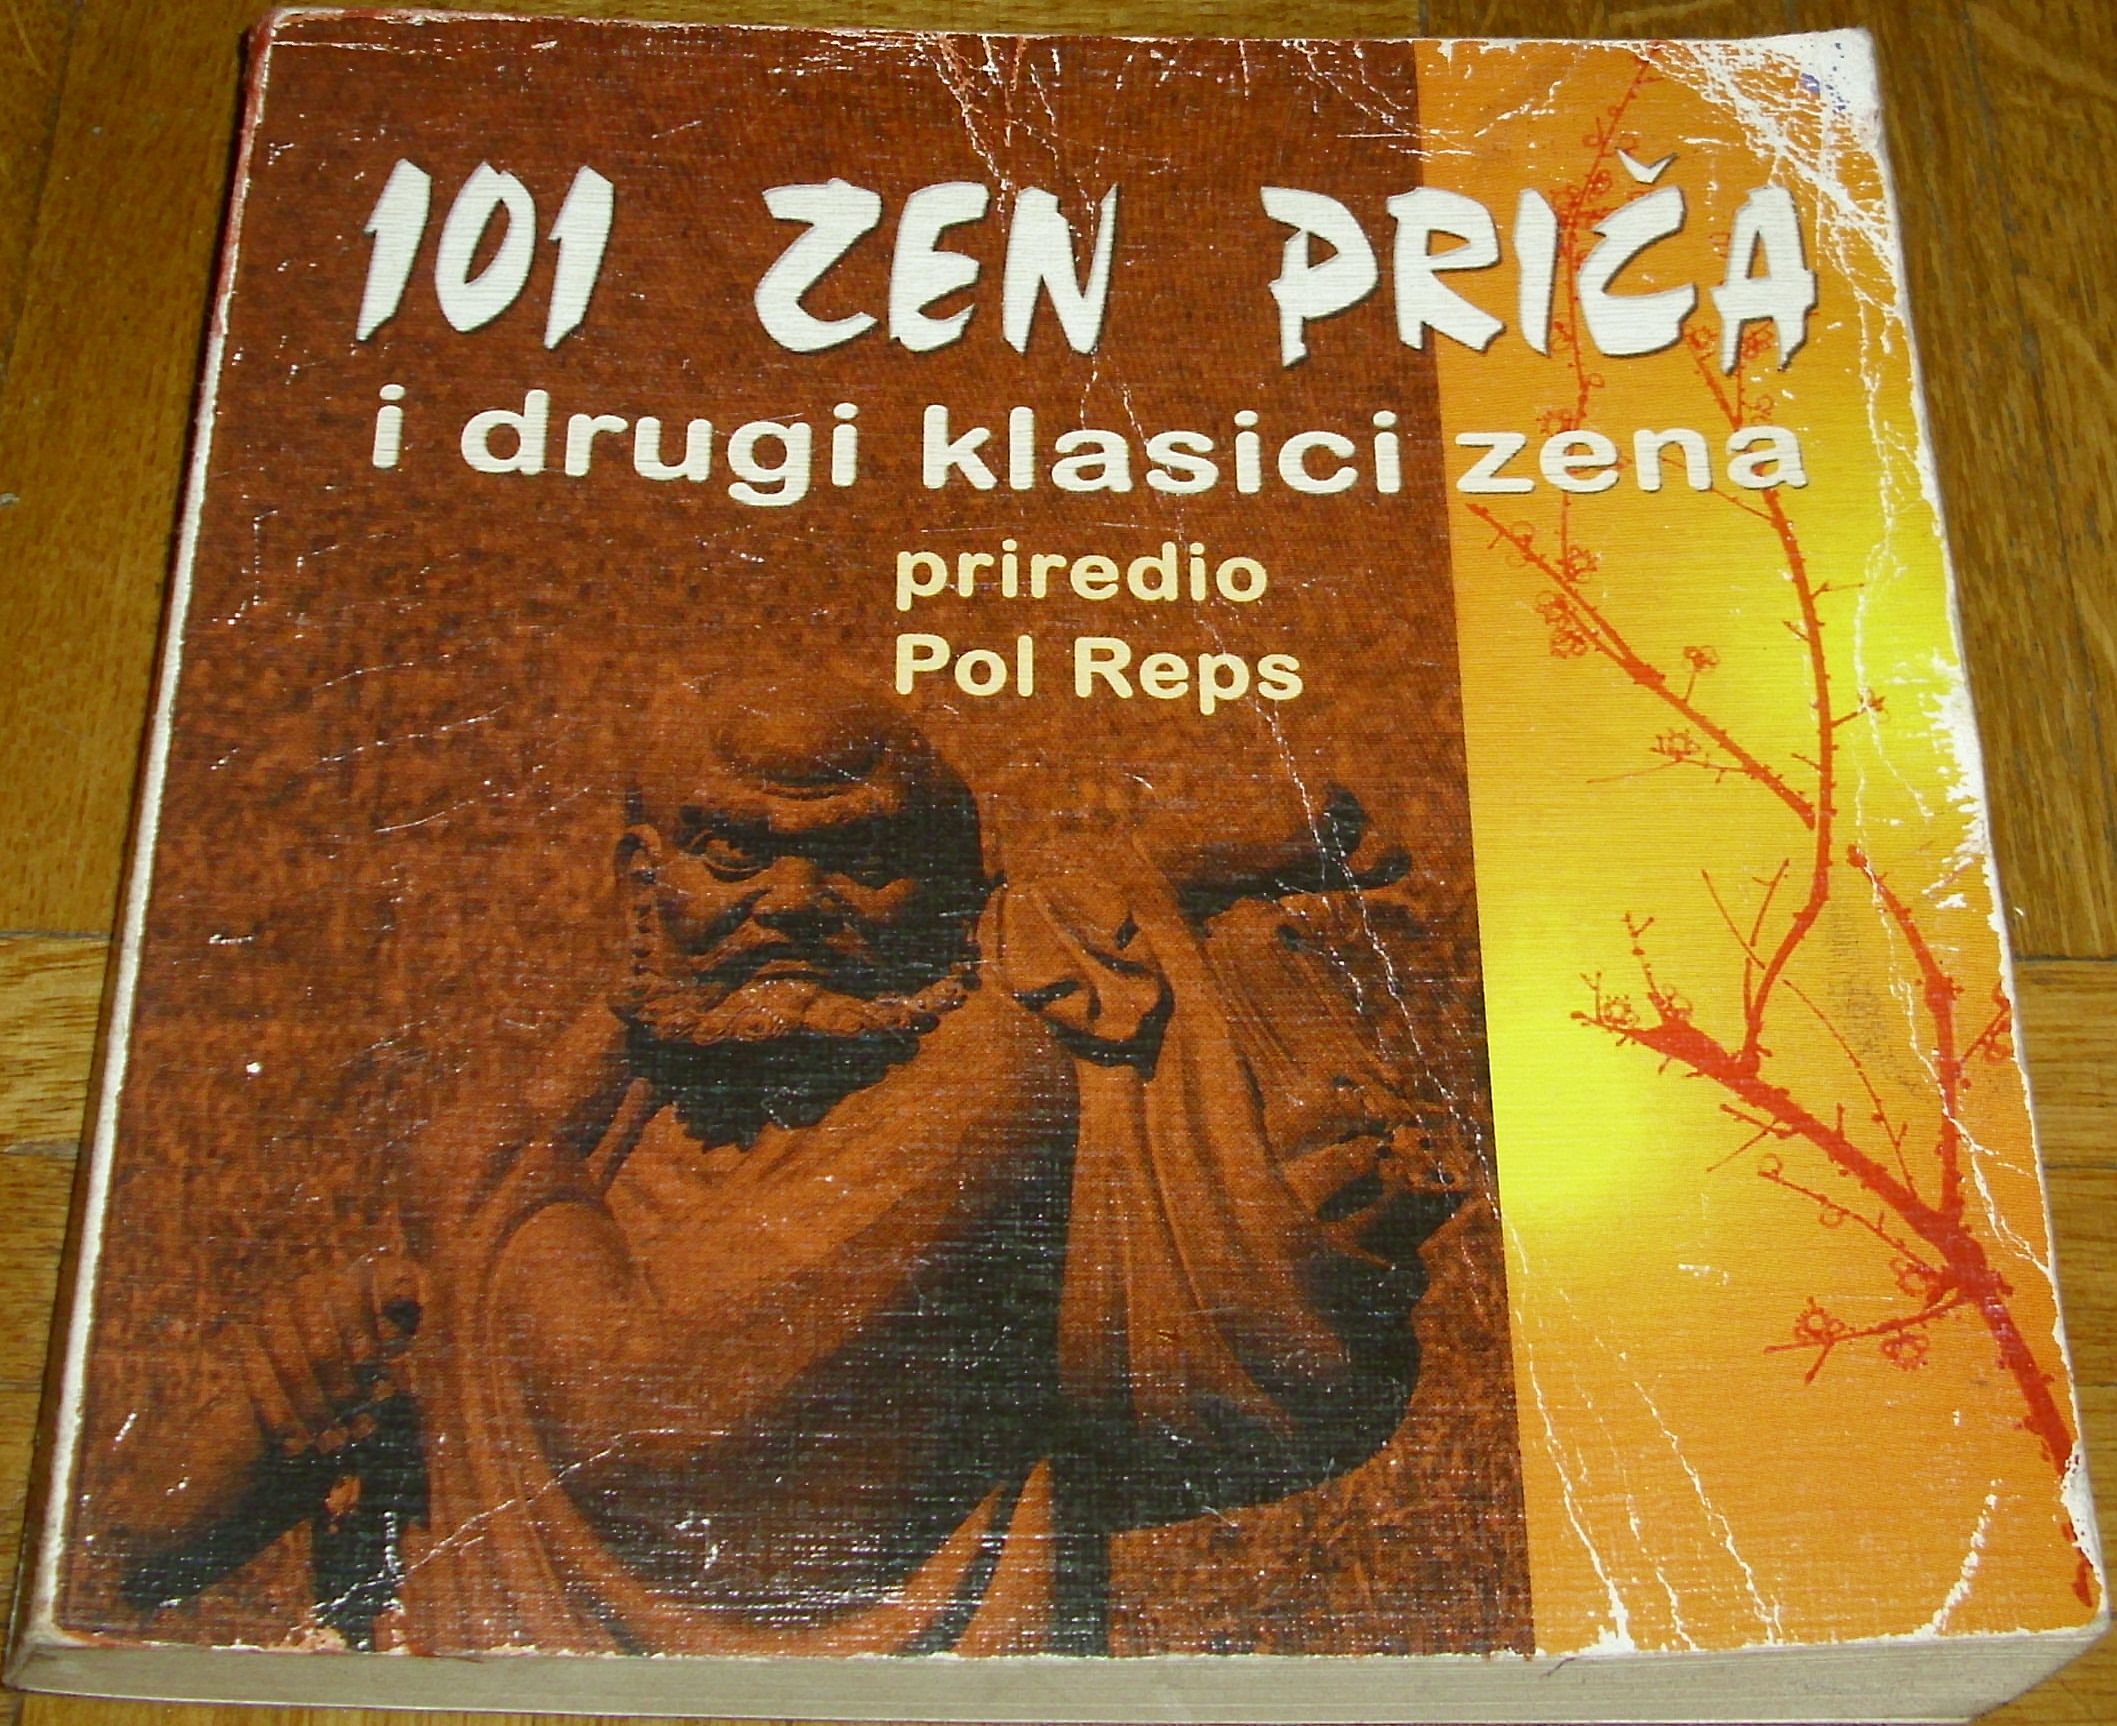 101 ZEN PRIČA
i drugi klasici zena
priredio
Pol Reps